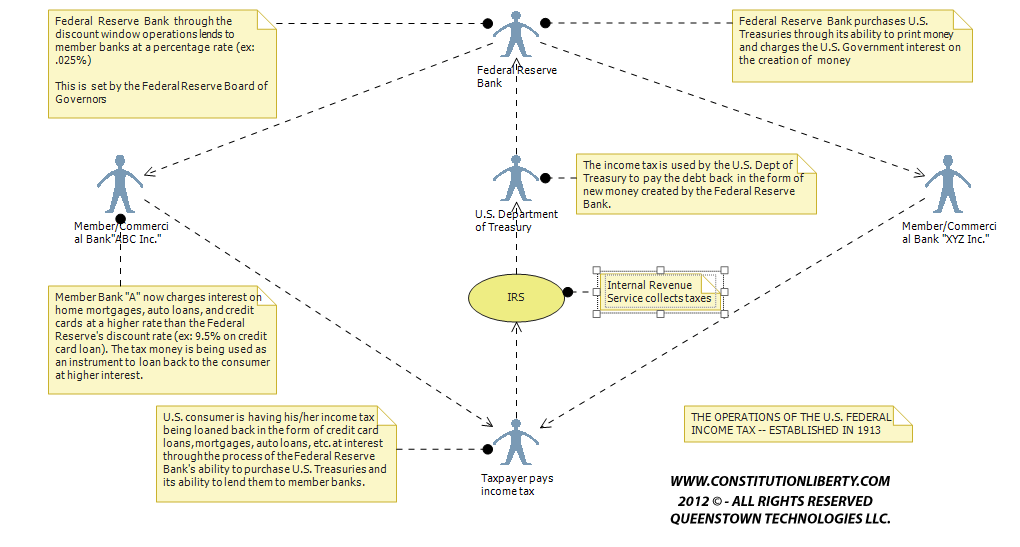 Federal Reserve Bank through the
discount window operations lends to
member banks at a percentage rate (ex:
.025%)
This is set by the Federal Reserve Board of
Governors
Federal Reserve
Bank
Federal Reserve Bank purchases U.S.
Treasuries through its ability to print money
and charges the U.S. Government interest on
the creation of money
Member/Commerci
al Bank"ABC Inc."
U.S. Department
of Treasury
The income tax is used by the U.S. Dept of
Treasury to pay the debt back in the form of
new money created by the Federal Reserve
Bank.
Member/Commerci
al Bank "XYZ Inc."
Member Bank "A" now charges interest on
home mortgages, auto loans, and credit
cards at a higher rate than the Federal
Reserve's discount rate (ex: 9.5% on credit
card loan). The tax money is being used as
an instrument to loan back to the consumer
at higher interest.
IRS
Internal Revenue
Service collects taxes
U.S. consumer is having his/her income tax
being loaned back in the form of credit card
loans, mortgages, auto loans, etc. at interest
through the process of the Federal Reserve
Bank's ability to purchase U.S. Treasuries and
its ability to lend them to member banks.
Taxpayer pays
income tax
THE OPERATIONS OF THE U.S. FEDERAL
INCOME TAX -- ESTABLISHED IN 1913
WWW.CONSTITUTIONLIBERTY.COM
2012 © - ALL RIGHTS RESERVED
QUEENSTOWN TECHNOLOGIES LLC.